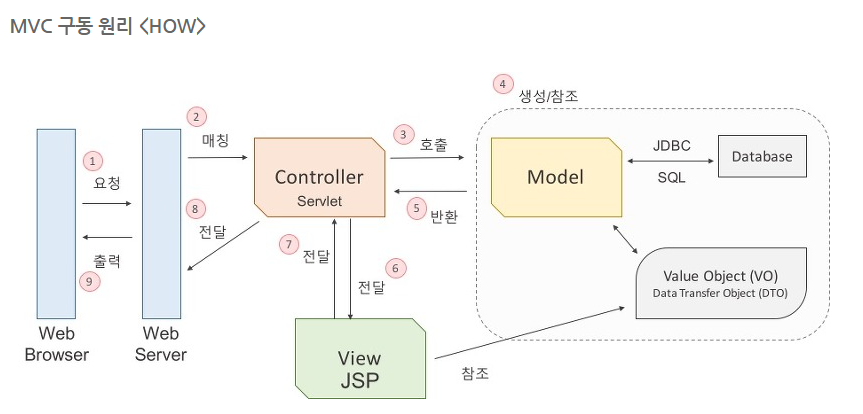 MVC 구동 원리 <HOW>
4
생성/참조
2
매칭
3
호출
JDBC
Database
SQL
1
요청
Controller
Servlet
Model
8
전달
5
반환
7
전달
6
전달
출력
9
Value Object (VO)
Data Transfer Object (DTO)
Web
Browser
Web
Server
View
JSP
참조